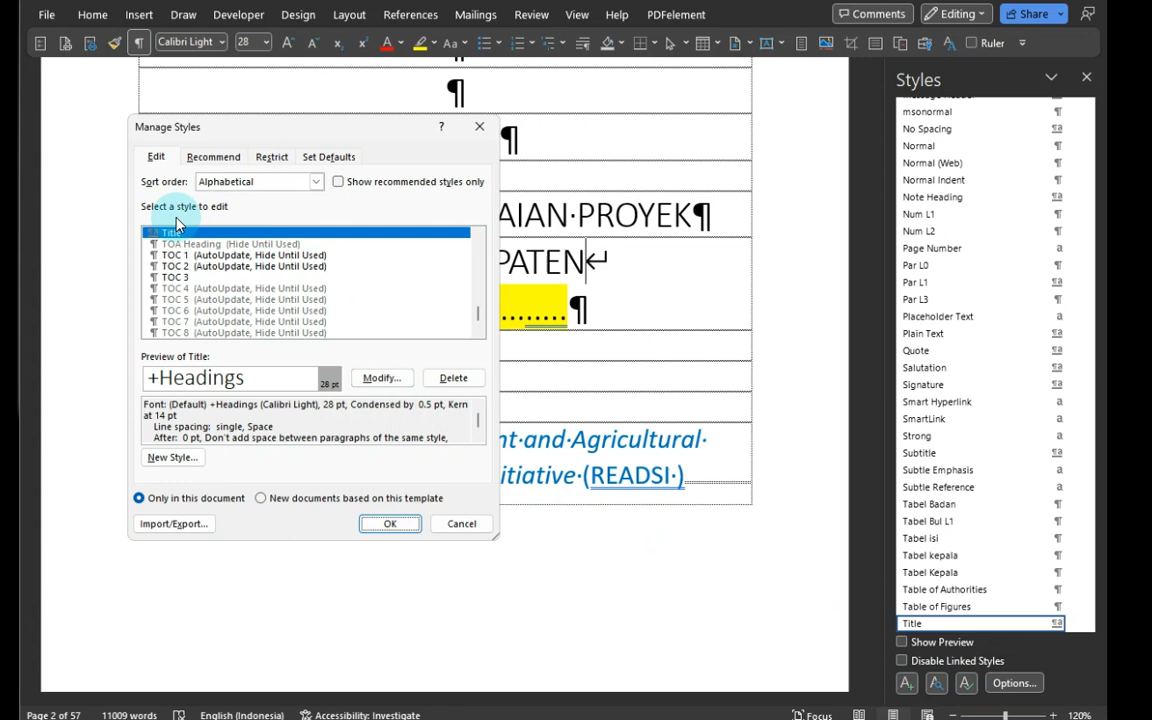 File Home Insert Draw Developer Design Layout References Mailings Review View Help PDFelement Comments Editing Share
Calibri Light 28 Aa Ruler
¶
¶
¶
AIAN·PROYEK¶
PATEN↵
........¶
nt·and·Agricultural·
itiative·(READSI·)
Manage Styles ?
Edit Recommend Restrict Set Defaults
Sort order: Alphabetical Show recommended styles only
Select a style to edit
Title
TOA Heading (Hide Until Used)
TOC 1 (AutoUpdate, Hide Until Used)
TOC 2 (AutoUpdate, Hide Until Used)
TOC 3
TOC 4 (AutoUpdate, Hide Until Used)
TOC 5 (AutoUpdate, Hide Until Used)
TOC 6 (AutoUpdate, Hide Until Used)
TOC 7 (AutoUpdate, Hide Until Used)
TOC 8 (AutoUpdate, Hide Until Used)
Preview of Title:
+Headings 28 pt Modify... Delete
Font: (Default) +Headings (Calibri Light), 28 pt, Condensed by 0.5 pt, Kern
at 14 pt
Line spacing: single, Space
After: 0 pt, Don't add space between paragraphs of the same style,
New Style...
Only in this document New documents based on this template
Import/Export... OK Cancel
Styles
msonormal ¶
No Spacing ¶a
Normal ¶
Normal (Web) ¶
Normal Indent ¶
Note Heading ¶a
Num L1 ¶
Num L2 ¶
Page Number a
Par L0 ¶
Par L1 ¶a
Par L3 ¶
Placeholder Text a
Plain Text ¶a
Quote ¶a
Salutation ¶a
Signature ¶a
Smart Hyperlink a
SmartLink a
Strong a
Subtitle ¶a
Subtle Emphasis a
Subtle Reference a
Tabel Badan ¶
Tabel Bul L1 ¶
Tabel isi ¶
Tabel kepala ¶
Tabel Kepala ¶
Table of Authorities ¶
Table of Figures ¶
Title ¶a
Show Preview
Disable Linked Styles
Options...
Page 2 of 57 11009 words English (Indonesia) Accessibility: Investigate Focus 120%